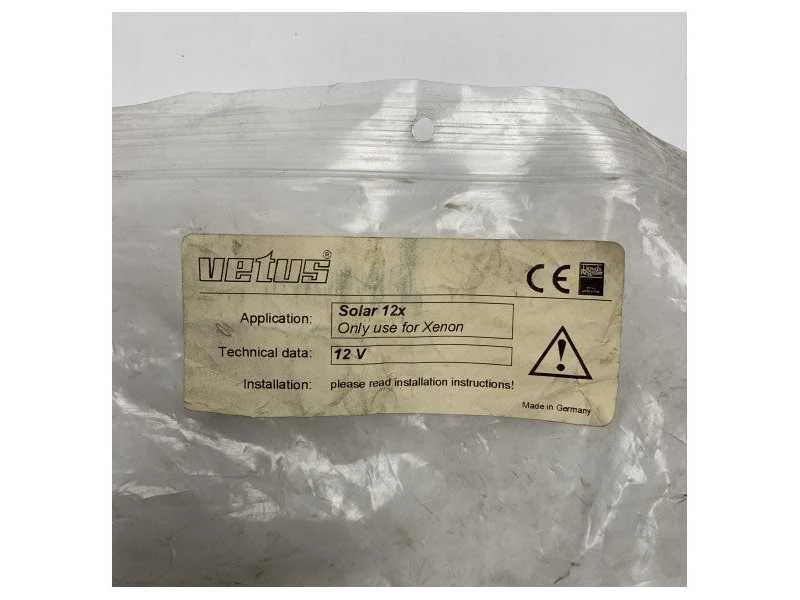 vetus®
CE
Application: Solar 12x
Only use for Xenon
Technical data: 12 V
Installation: please read installation instructions!
Made in Germany